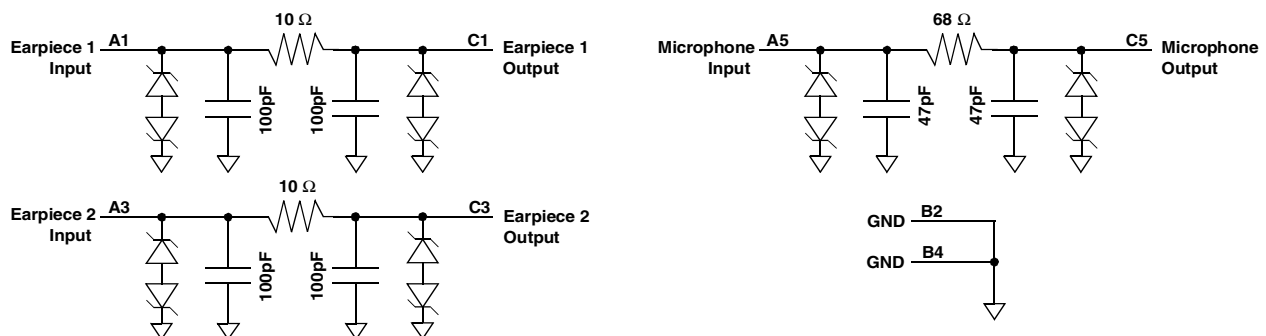 10 Ω
Earpiece 1
Input
A1
C1
Earpiece 1
Output
100pF
100pF
10 Ω
Earpiece 2
Input
A3
C3
Earpiece 2
Output
100pF
100pF
68 Ω
Microphone
Input
A5
C5
Microphone
Output
47pF
47pF
GND
B2
GND
B4